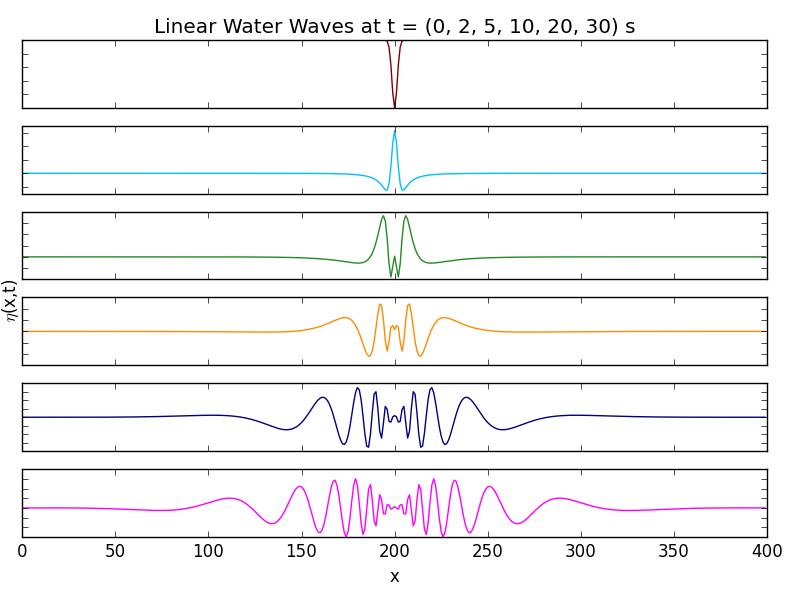 Linear Water Waves at t = (0, 2, 5, 10, 20, 30) s
η(x,t)
0 50 100 150 200 250 300 350 400
x